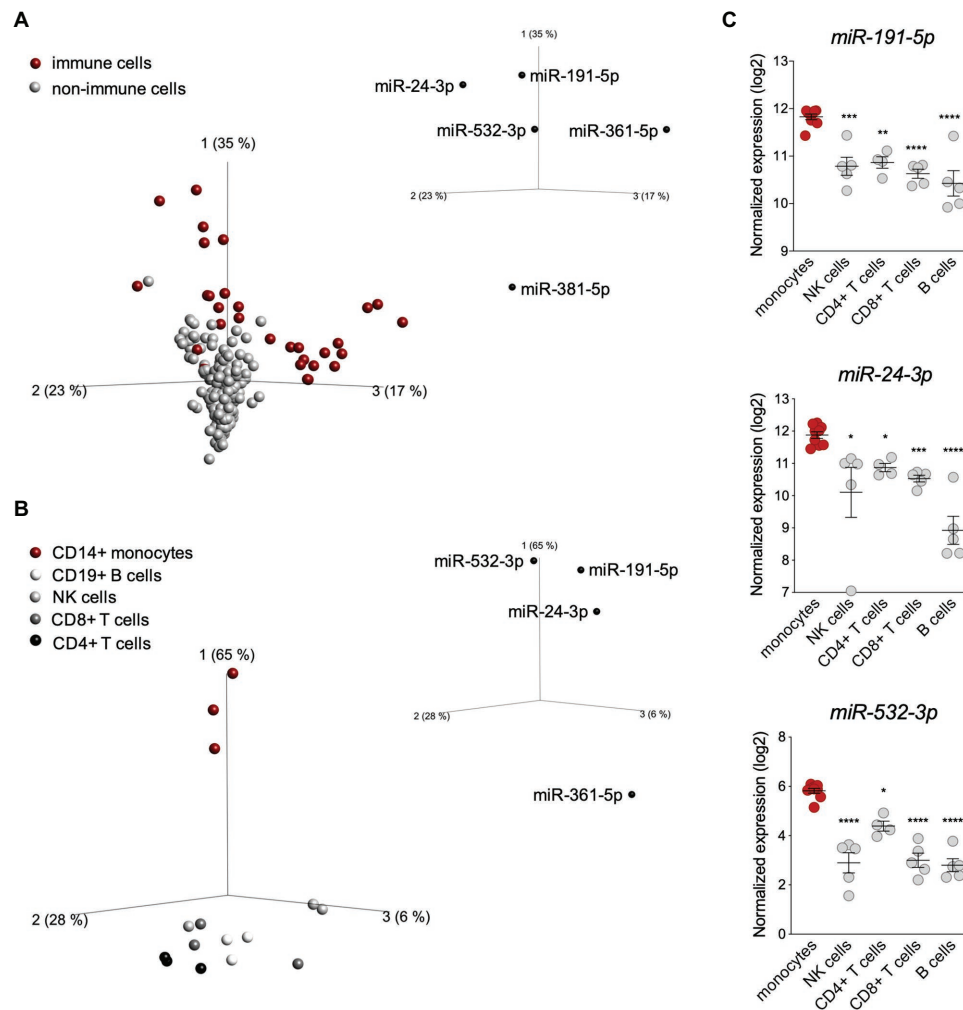 A
immune cells
non-immune cells
1 (35 %)
2 (23 %)
3 (17 %)
1 (35 %)
miR-191-5p
miR-24-3p
miR-532-3p
miR-361-5p
2 (23 %)
3 (17 %)
miR-381-5p
B
CD14+ monocytes
CD19+ B cells
NK cells
CD8+ T cells
CD4+ T cells
1 (65 %)
2 (28 %)
3 (6 %)
1 (65 %)
miR-532-3p
miR-191-5p
miR-24-3p
2 (28 %)
3 (6 %)
miR-361-5p
C
miR-191-5p
Normalized expression (log2)
13
12
11
10
9
***
**
****
****
monocytes
NK cells
CD4+ T cells
CD8+ T cells
B cells
miR-24-3p
Normalized expression (log2)
13
12
11
10
9
8
7
*
*
***
****
monocytes
NK cells
CD4+ T cells
CD8+ T cells
B cells
miR-532-3p
Normalized expression (log2)
8
6
4
2
0
****
*
****
****
monocytes
NK cells
CD4+ T cells
CD8+ T cells
B cells